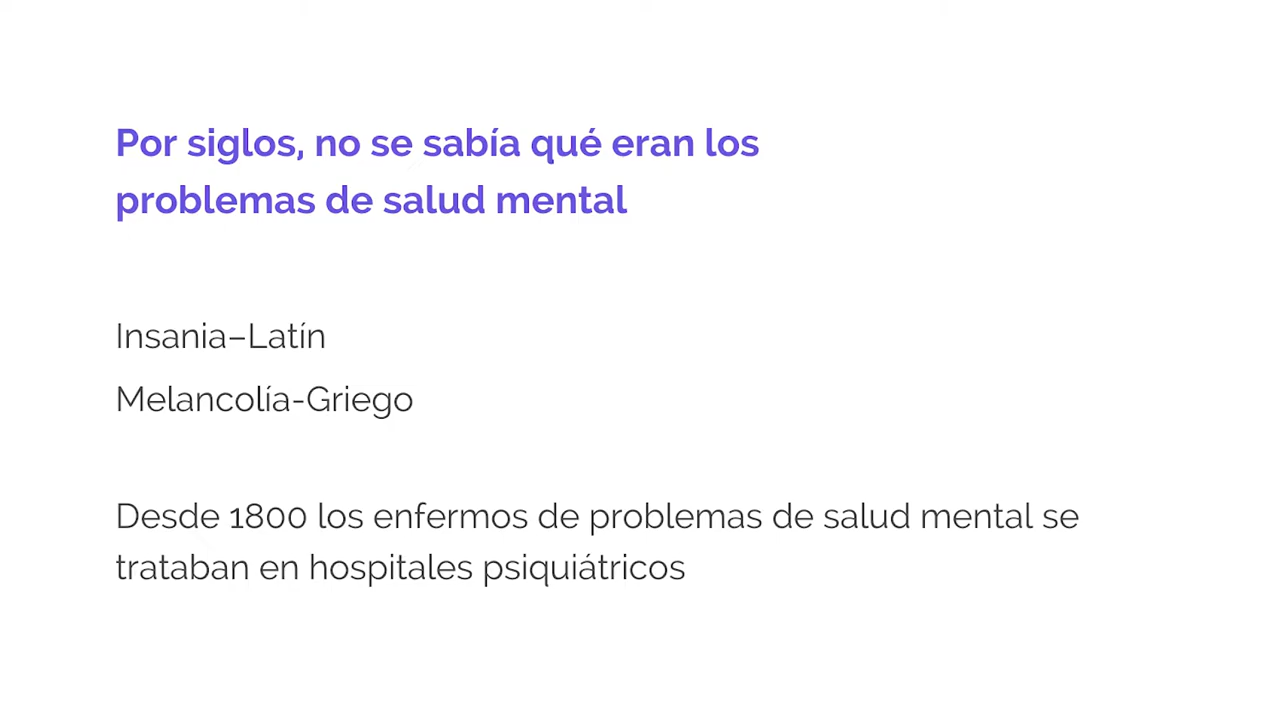 Por siglos, no se sabía qué eran los
problemas de salud mental
Insania–Latín
Melancolía-Griego
Desde 1800 los enfermos de problemas de salud mental se
trataban en hospitales psiquiátricos